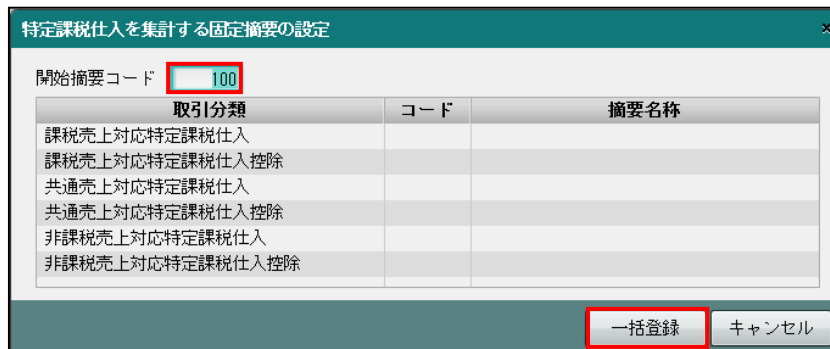 特定課税仕入を集計する固定摘要の設定 ×
開始摘要コード 100
取引分類 コード 摘要名称
課税売上対応特定課税仕入
課税売上対応特定課税仕入控除
共通売上対応特定課税仕入
共通売上対応特定課税仕入控除
非課税売上対応特定課税仕入
非課税売上対応特定課税仕入控除
一括登録 キャンセル